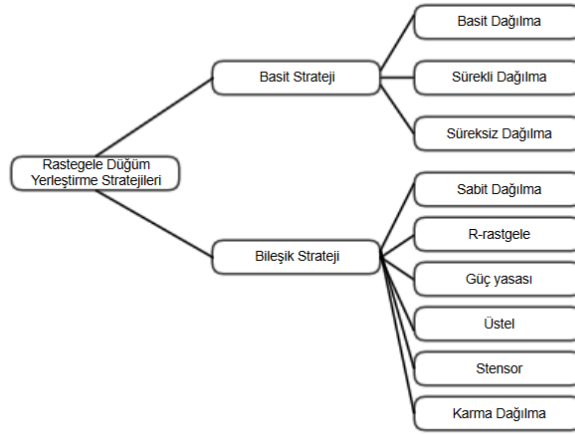 Basit Dağılma
Basit Strateji
Sürekli Dağılma
Süreksiz Dağılma
Rastegele Düğüm
Yerleştirme Stratejileri
Sabit Dağılma
R-rastgele
Bileşik Strateji
Güç yasası
Üstel
Stensor
Karma Dağılma